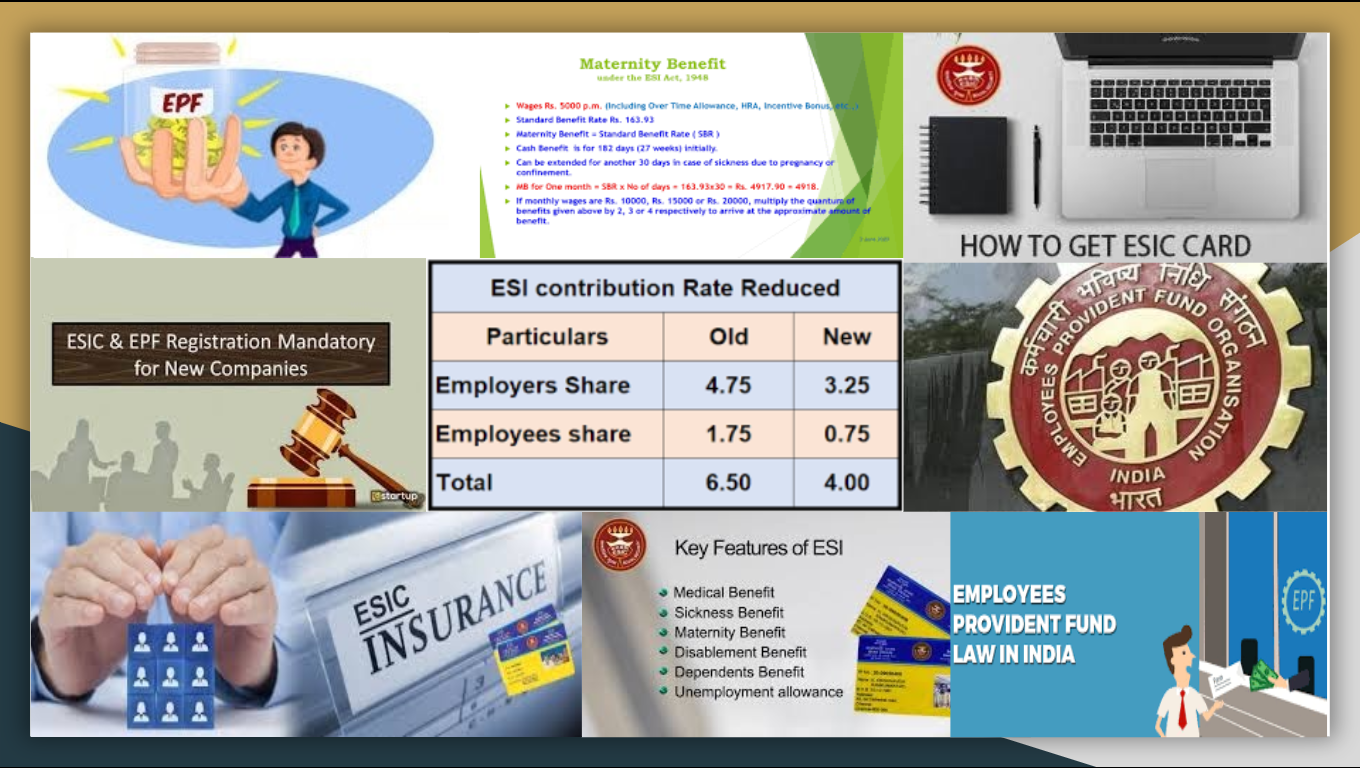 EPF
Maternity Benefit
under the ESI Act, 1948
Wages Rs. 5000 p.m. (Including Over Time Allowance, HRA, Incentive Bonus, etc..)
Standard Benefit Rate Rs. 163.93
Maternity Benefit = Standard Benefit Rate ( SBR )
Cash Benefit is for 182 days (27 weeks) initially.
Can be extended for another 30 days in case of sickness due to pregnancy or
confinement.
MB for One month = SBR x No of days = 163.93x30 = Rs. 4917.90 = 4918.
If monthly wages are Rs. 10000, Rs. 15000 or Rs. 20000, multiply the quantum of
benefits given above by 2, 3 or 4 respectively to arrive at the approximate amount of
benefit.
HOW TO GET ESIC CARD
ESIC & EPF Registration Mandatory
for New Companies
startup
ESI contribution Rate Reduced
Particulars Old New
Employers Share 4.75 3.25
Employees share 1.75 0.75
Total 6.50 4.00
कर्मचारी भविष्य निधि संगठन
EMPLOYEES PROVIDENT FUND ORGANISATION
INDIA
भारत
ESIC
INSURANCE
Key Features of ESI
Medical Benefit
Sickness Benefit
Maternity Benefit
Disablement Benefit
Dependents Benefit
Unemployment allowance
EMPLOYEES
PROVIDENT FUND
LAW IN INDIA
EPF